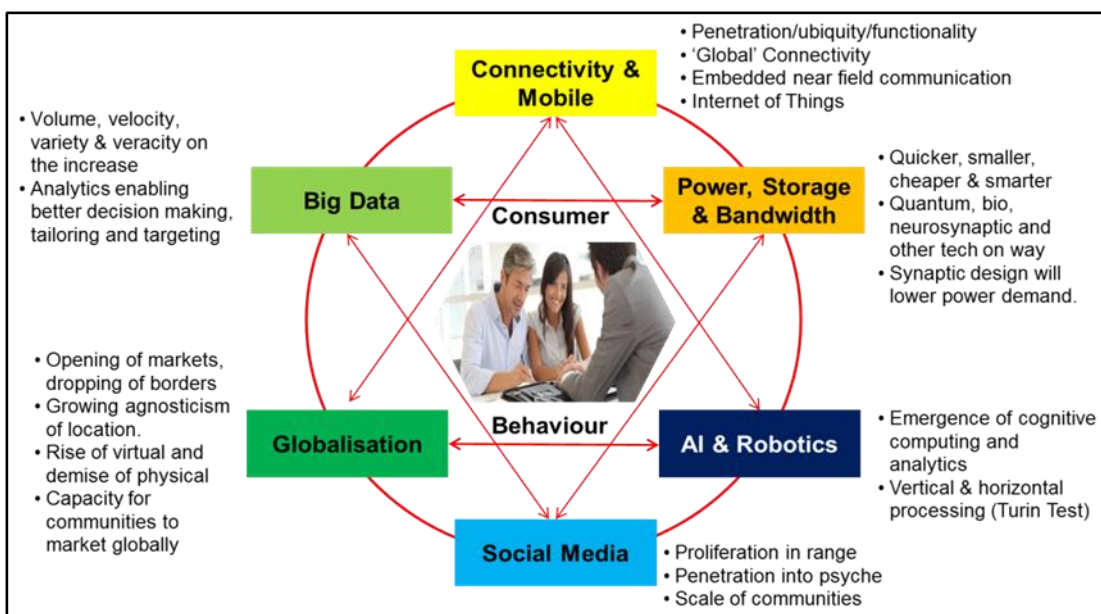 Connectivity &
Mobile
• Penetration/ubiquity/functionality
• ‘Global’ Connectivity
• Embedded near field communication
• Internet of Things
Power, Storage
& Bandwidth
• Quicker, smaller,
cheaper & smarter
• Quantum, bio,
neurosynaptic and
other tech on way
• Synaptic design will
lower power demand.
AI & Robotics
• Emergence of cognitive
computing and
analytics
• Vertical & horizontal
processing (Turin Test)
Social Media
• Proliferation in range
• Penetration into psyche
• Scale of communities
Globalisation
• Opening of markets,
dropping of borders
• Growing agnosticism
of location.
• Rise of virtual and
demise of physical
• Capacity for
communities to
market globally
Big Data
• Volume, velocity,
variety & veracity on
the increase
• Analytics enabling
better decision making,
tailoring and targeting
Consumer
Behaviour